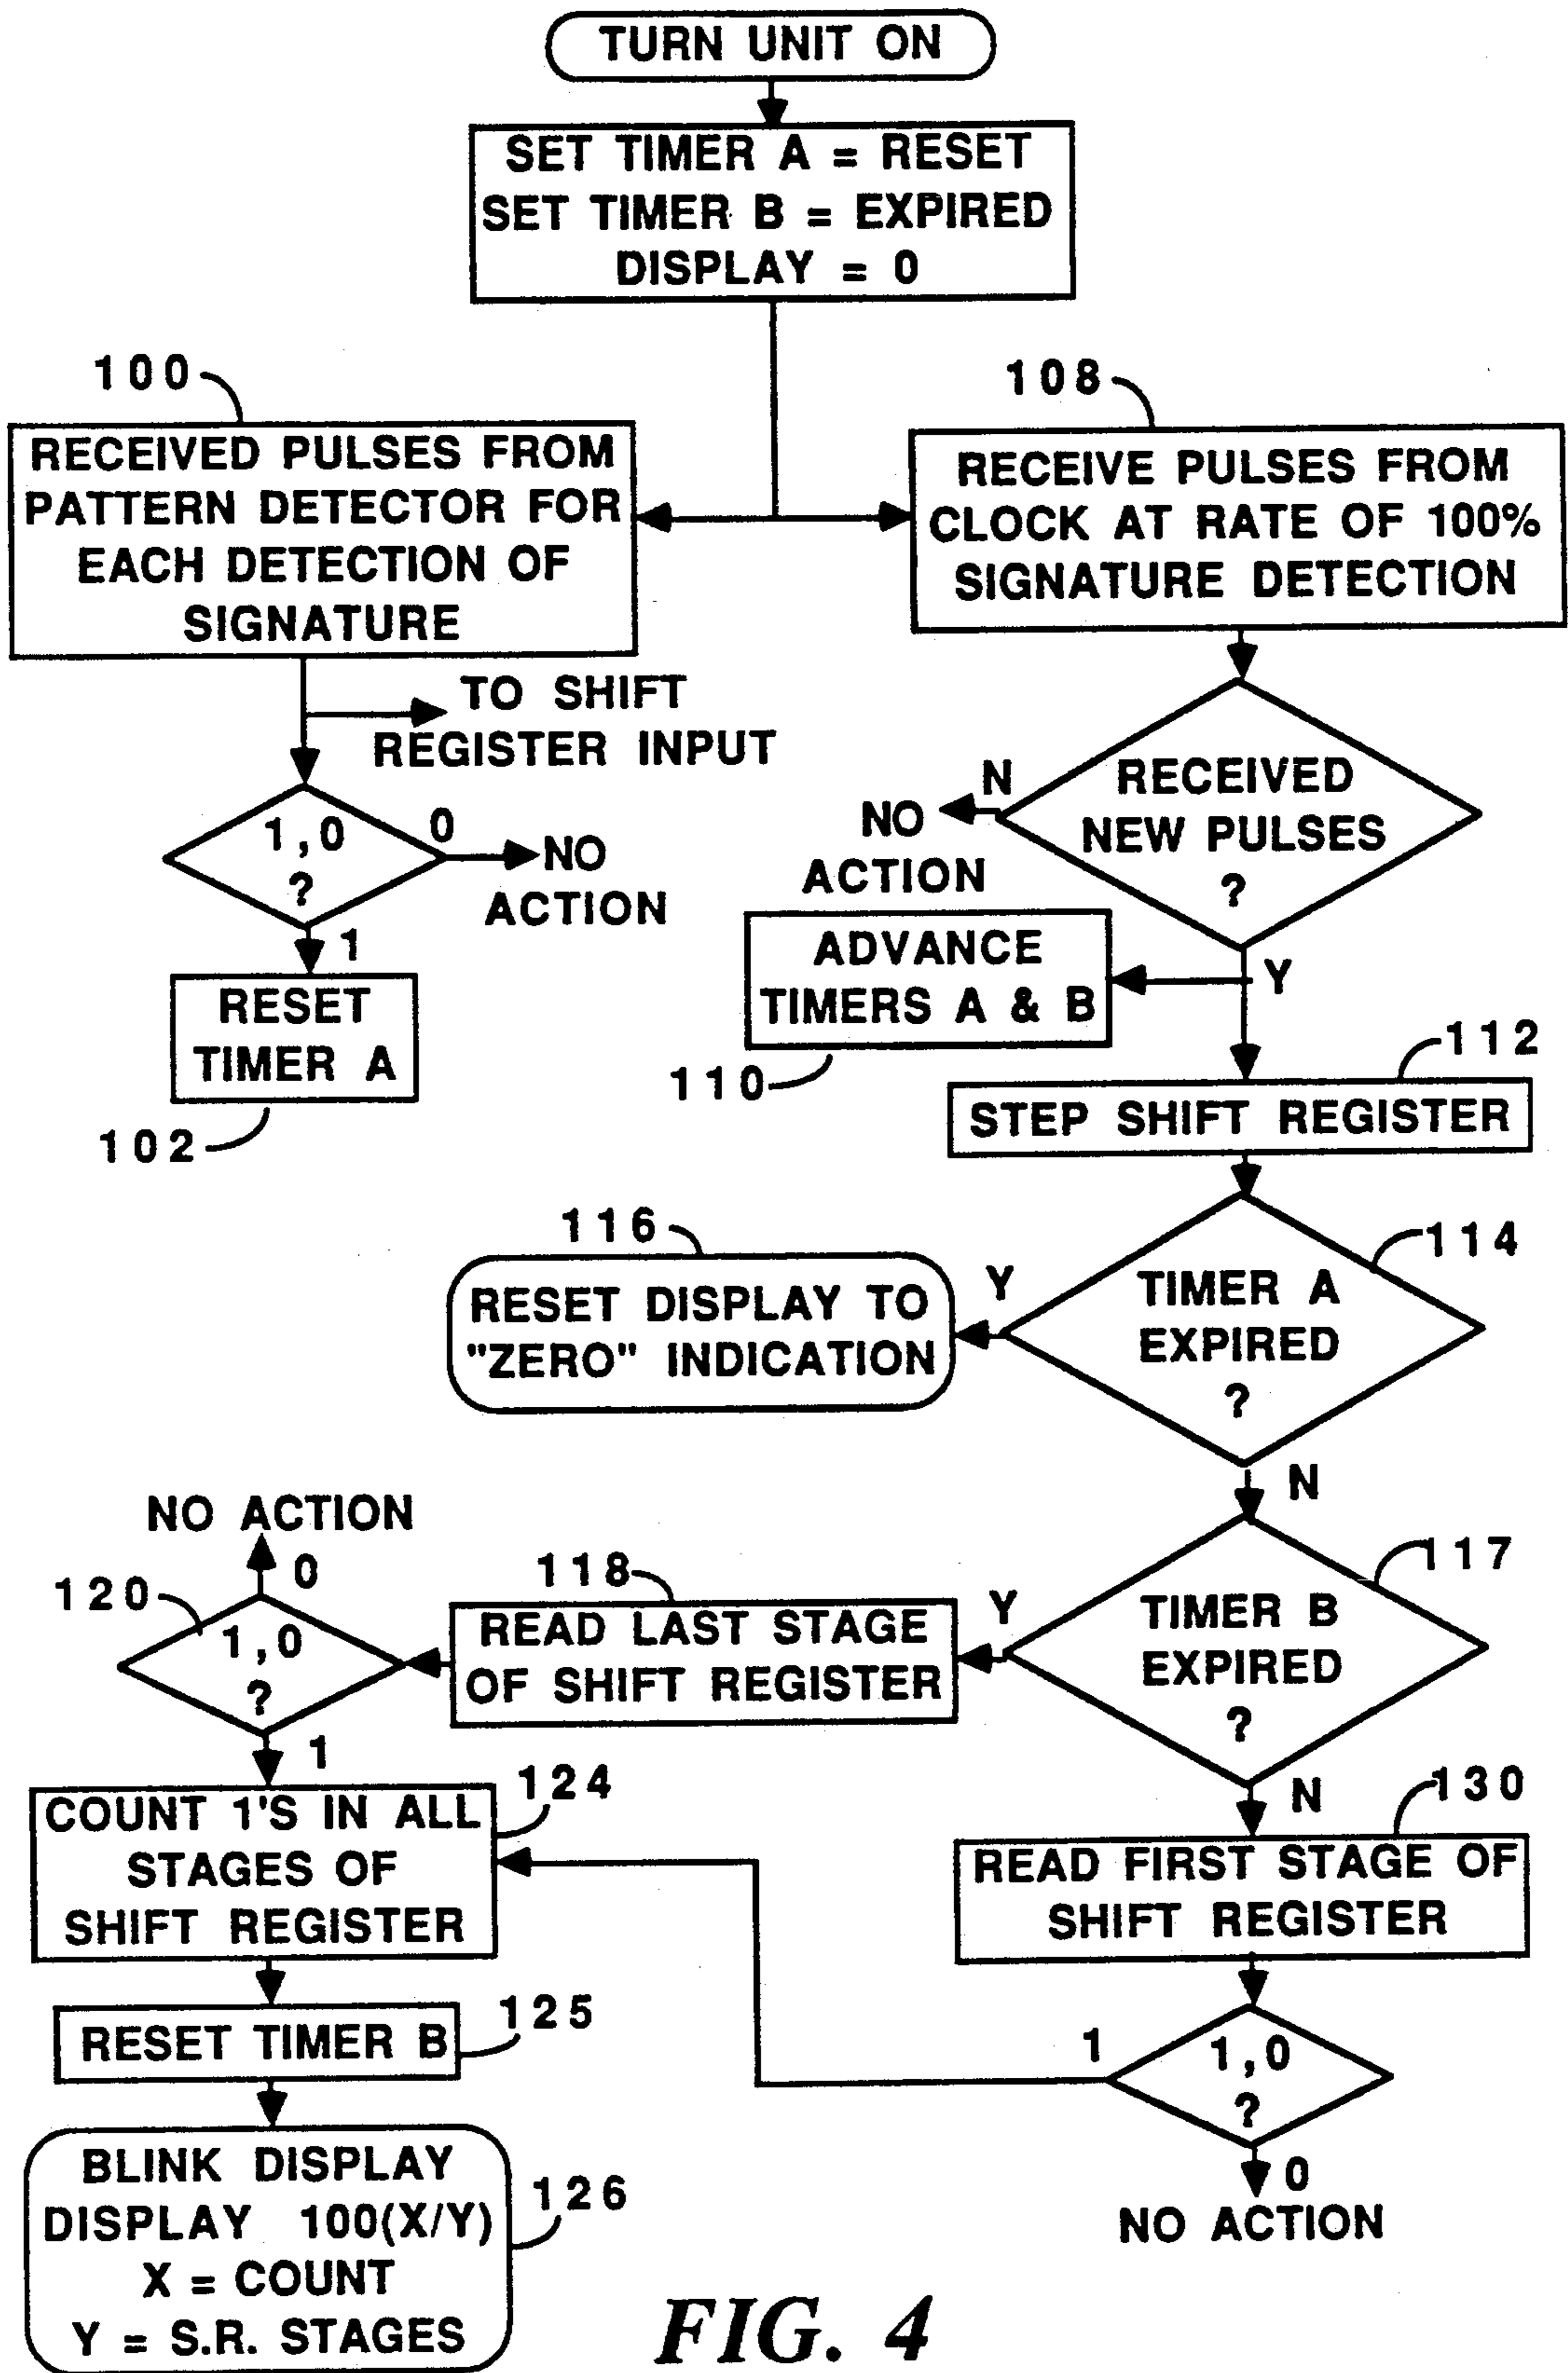 TURN UNIT ON
SET TIMER A = RESET
SET TIMER B = EXPIRED
DISPLAY = 0
100
RECEIVED PULSES FROM
PATTERN DETECTOR FOR
EACH DETECTION OF
SIGNATURE
108
RECEIVE PULSES FROM
CLOCK AT RATE OF 100%
SIGNATURE DETECTION
TO SHIFT
REGISTER INPUT
1,0
?
0
NO
ACTION
1
RESET
TIMER A
102
RECEIVED
NEW PULSES
?
N
NO
ACTION
Y
ADVANCE
TIMERS A & B
110
112
STEP SHIFT REGISTER
114
TIMER A
EXPIRED
?
Y
116
RESET DISPLAY TO
"ZERO" INDICATION
N
117
TIMER B
EXPIRED
?
Y
118
READ LAST STAGE
OF SHIFT REGISTER
120
1,0
?
0
NO ACTION
1
124
COUNT 1'S IN ALL
STAGES OF
SHIFT REGISTER
N
130
READ FIRST STAGE OF
SHIFT REGISTER
1,0
?
1
0
NO ACTION
RESET TIMER B
125
BLINK DISPLAY
DISPLAY 100(X/Y)
X = COUNT
Y = S.R. STAGES
126
FIG. 4